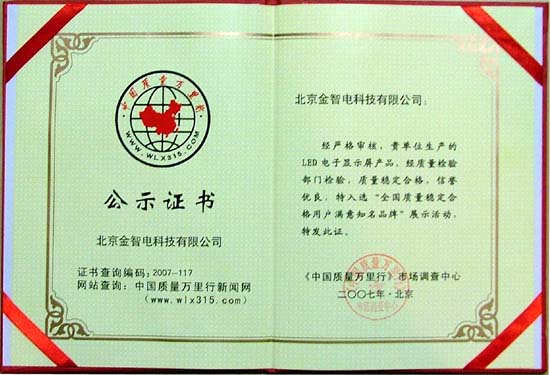 中国质量万里行
WWW.WLX315.COM
公示证书
北京金智电科技有限公司
证书查询编码：2007-117
网站查询：中国质量万里行新闻网
（www.wlx315.com）
北京金智电科技有限公司：
经严格审核，贵单位生产的
LED电子显示屏产品，经质量检验
部门检验，质量稳定合格，信誉
优良，特入选“全国质量稳定合
格用户满意知名品牌”展示活动，
特发此证。
《中国质量万里行》市场调查中心
二〇〇七年·北京